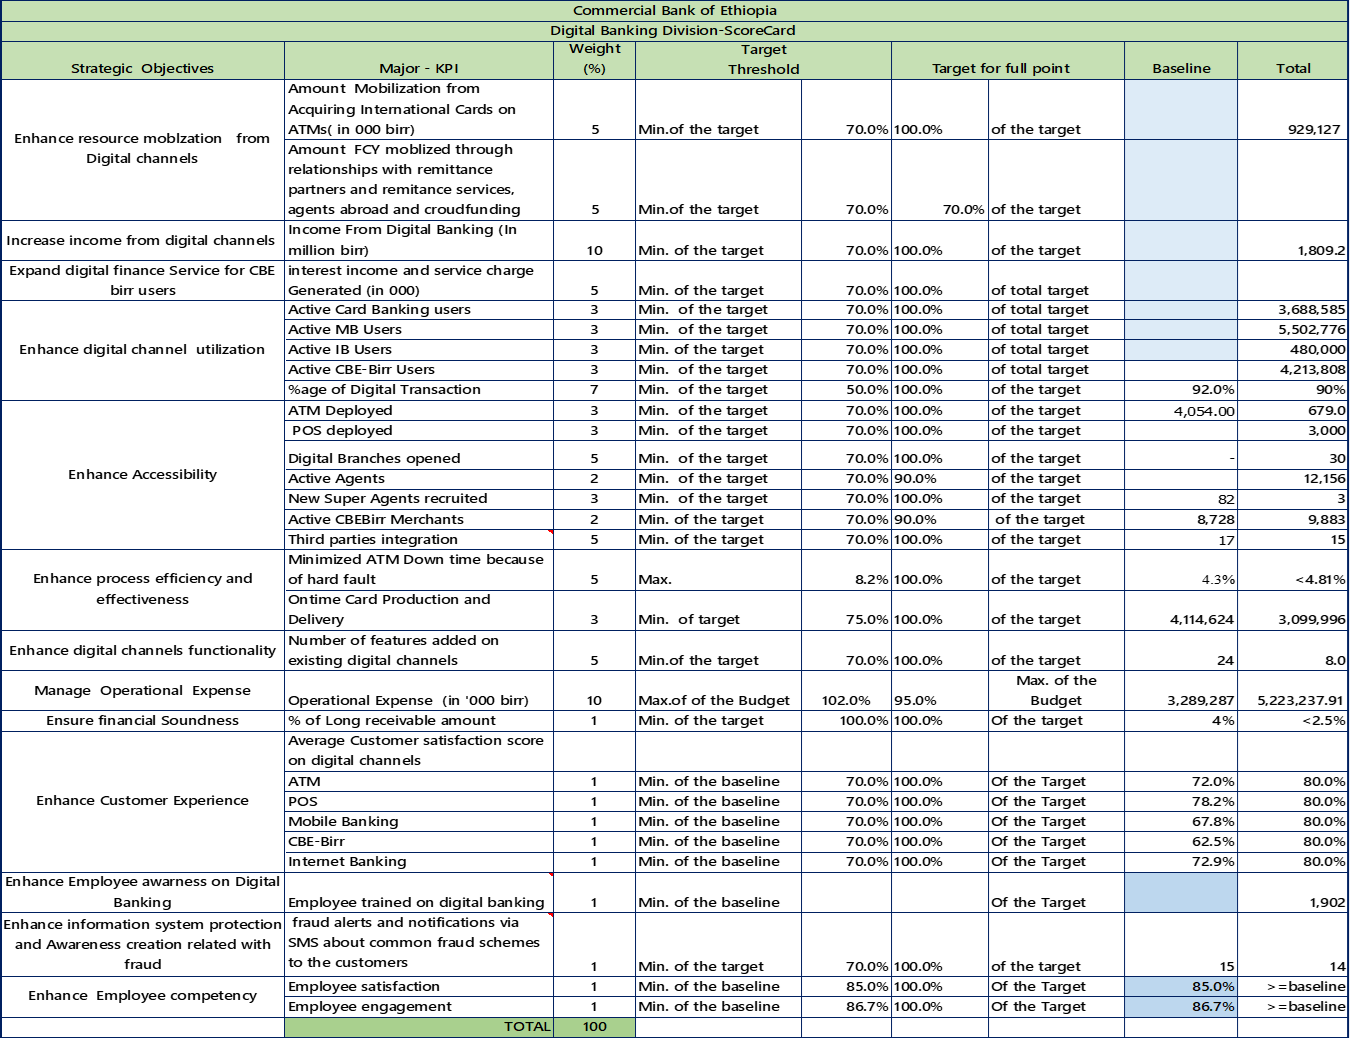 Commercial Bank of Ethiopia
Digital Banking Division-ScoreCard
Strategic Objectives Major - KPI Weight (%) Target Threshold Target for full point Baseline Total
Enhance resource moblzation from Digital channels
Amount Mobilization from
Acquiring International Cards on
ATMs( in 000 birr) 5 Min.of the target 70.0% 100.0% of the target 929,127
Amount FCY moblized through
relationships with remittance
partners and remitance services,
agents abroad and croudfunding 5 Min.of the target 70.0% 70.0% of the target
Increase income from digital channels
Income From Digital Banking (In
million birr) 10 Min. of the target 70.0% 100.0% of the target 1,809.2
Expand digital finance Service for CBE
birr users
interest income and service charge
Generated (in 000) 5 Min. of the target 70.0% 100.0% of total target
Enhance digital channel utilization
Active Card Banking users 3 Min. of the target 70.0% 100.0% of total target 3,688,585
Active MB Users 3 Min. of the target 70.0% 100.0% of total target 5,502,776
Active IB Users 3 Min. of the target 70.0% 100.0% of total target 480,000
Active CBE-Birr Users 3 Min. of the target 70.0% 100.0% of total target 4,213,808
%age of Digital Transaction 7 Min. of the target 50.0% 100.0% of the target 92.0% 90%
Enhance Accessibility
ATM Deployed 3 Min. of the target 70.0% 100.0% of the target 4,054.00 679.0
POS deployed 3 Min. of the target 70.0% 100.0% of the target 3,000
Digital Branches opened 5 Min. of the target 70.0% 100.0% of the target - 30
Active Agents 2 Min. of the target 70.0% 90.0% of the target 12,156
New Super Agents recruited 3 Min. of the target 70.0% 100.0% of the target 82 3
Active CBEBirr Merchants 2 Min. of the target 70.0% 90.0% of the target 8,728 9,883
Third parties integration 5 Min. of the target 70.0% 100.0% of the target 17 15
Enhance process efficiency and
effectiveness
Minimized ATM Down time because
of hard fault 5 Max. 8.2% 100.0% of the target 4.3% <4.81%
Ontime Card Production and
Delivery 3 Min. of target 75.0% 100.0% of the target 4,114,624 3,099,996
Enhance digital channels functionality
Number of features added on
existing digital channels 5 Min.of the target 70.0% 100.0% of the target 24 8.0
Manage Operational Expense
Operational Expense (in '000 birr) 10 Max.of of the Budget 102.0% 95.0% Max. of the Budget 3,289,287 5,223,237.91
Ensure financial Soundness % of Long receivable amount 1 Min. of the target 100.0% 100.0% Of the target 4% <2.5%
Enhance Customer Experience
Average Customer satisfaction score
on digital channels
ATM 1 Min. of the baseline 70.0% 100.0% Of the Target 72.0% 80.0%
POS 1 Min. of the baseline 70.0% 100.0% Of the Target 78.2% 80.0%
Mobile Banking 1 Min. of the baseline 70.0% 100.0% Of the Target 67.8% 80.0%
CBE-Birr 1 Min. of the baseline 70.0% 100.0% Of the Target 62.5% 80.0%
Internet Banking 1 Min. of the baseline 70.0% 100.0% Of the Target 72.9% 80.0%
Enhance Employee awarness on Digital
Banking
Employee trained on digital banking 1 Min. of the baseline Of the Target 1,902
Enhance information system protection
and Awareness creation related with
fraud
fraud alerts and notifications via
SMS about common fraud schemes
to the customers 1 Min. of the target 70.0% 100.0% of the target 15 14
Enhance Employee competency
Employee satisfaction 1 Min. of the baseline 85.0% 100.0% Of the Target 85.0% >=baseline
Employee engagement 1 Min. of the baseline 86.7% 100.0% Of the Target 86.7% >=baseline
TOTAL 100